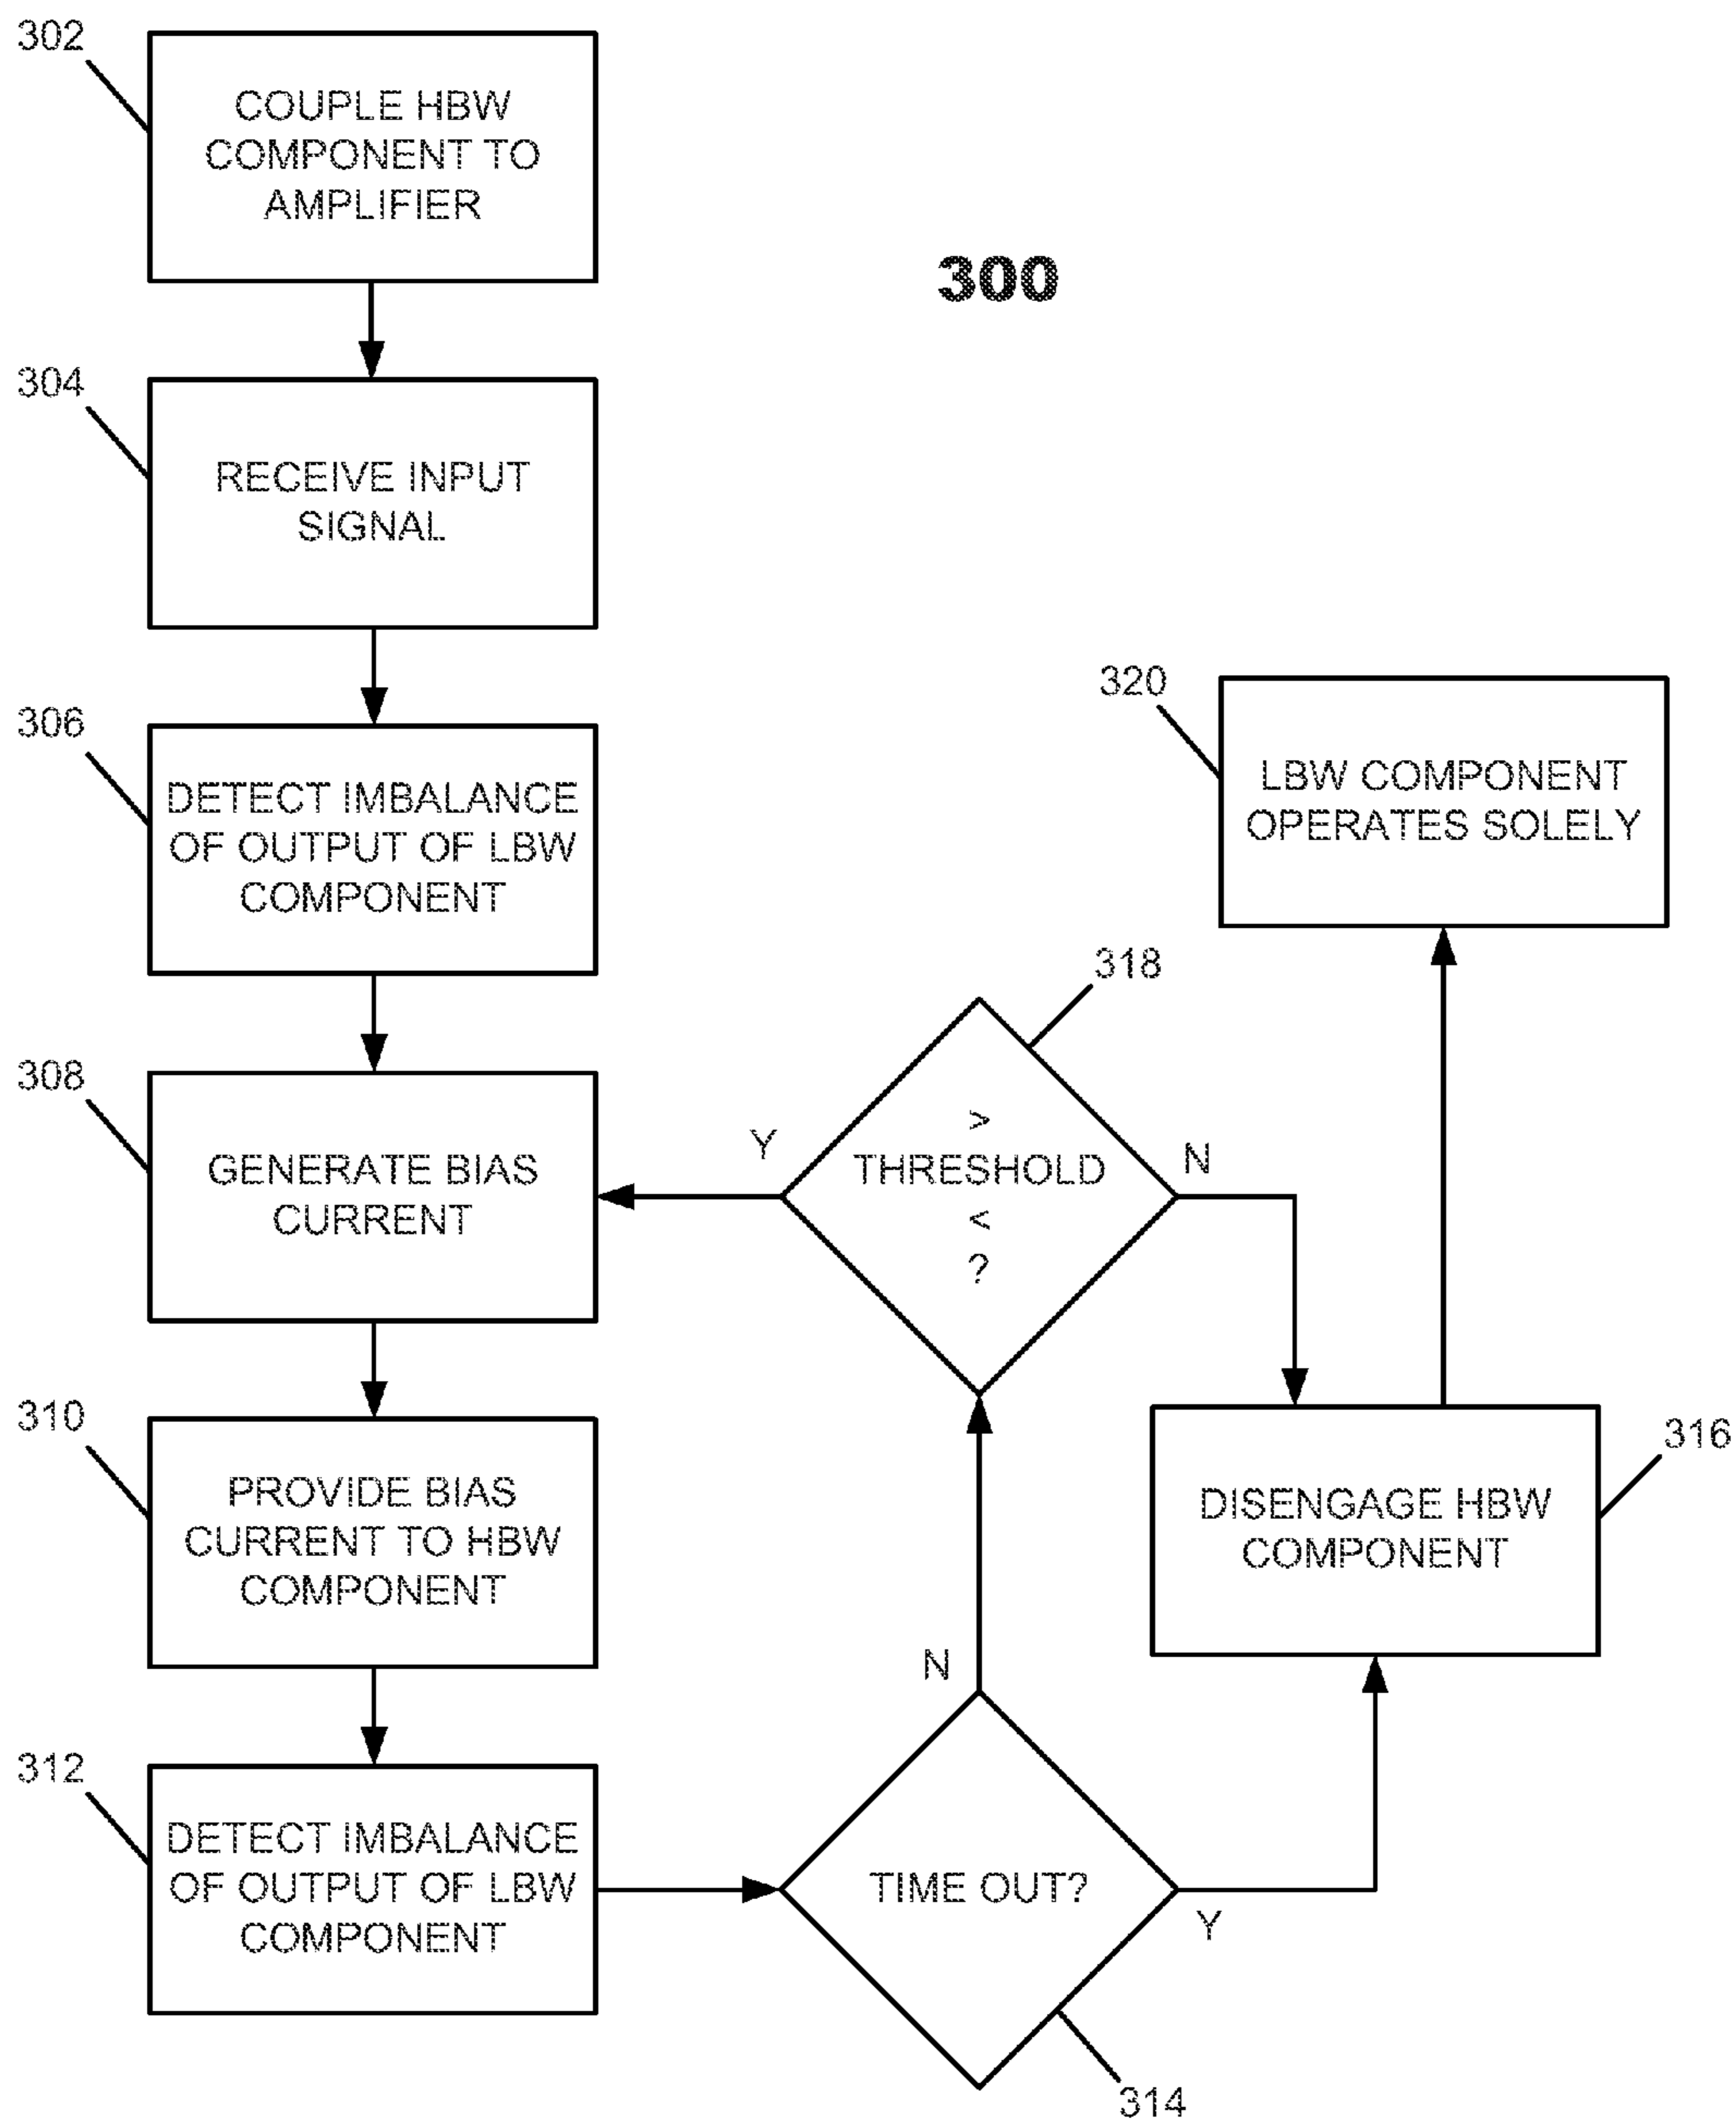 302
COUPLE HBW
COMPONENT TO
AMPLIFIER
300
304
RECEIVE INPUT
SIGNAL
306
DETECT IMBALANCE
OF OUTPUT OF LBW
COMPONENT
320
LBW COMPONENT
OPERATES SOLELY
308
GENERATE BIAS
CURRENT
318
Y
>
THRESHOLD
<
?
N
310
PROVIDE BIAS
CURRENT TO HBW
COMPONENT
316
DISENGAGE HBW
COMPONENT
312
DETECT IMBALANCE
OF OUTPUT OF LBW
COMPONENT
N
TIME OUT?
Y
314